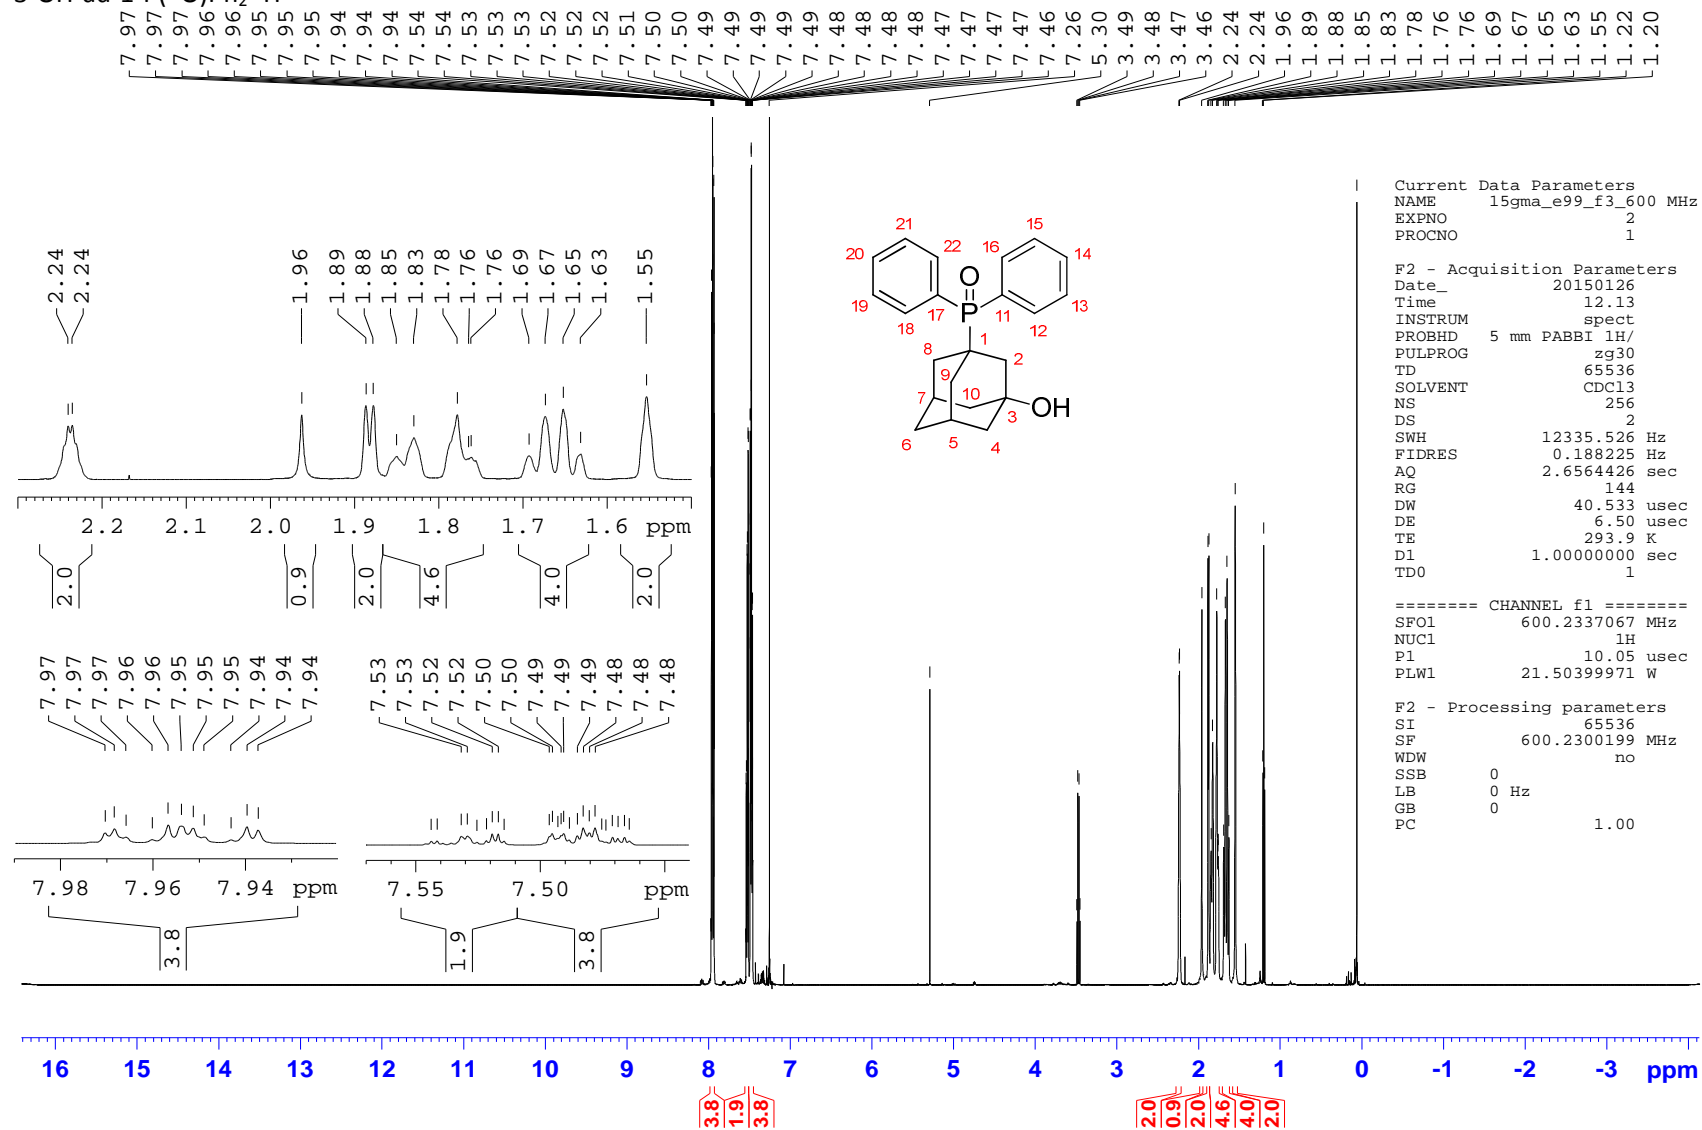 7.97 7.97 7.97 7.96 7.96 7.95 7.95 7.95 7.94 7.94 7.94 7.54 7.54 7.53 7.53 7.53 7.52 7.52 7.52 7.51 7.50 7.50 7.49 7.49 7.49 7.49 7.49 7.48 7.48 7.48 7.48 7.47 7.47 7.47 7.46 7.26 5.30 3.49 3.48 3.47 3.46 2.24 2.24 1.96 1.89 1.88 1.85 1.83 1.78 1.76 1.76 1.69 1.67 1.65 1.63 1.55 1.22 1.20
2.24 2.24 1.96 1.89 1.88 1.85 1.83 1.78 1.76 1.76 1.69 1.67 1.65 1.63 1.55
2.2 2.1 2.0 1.9 1.8 1.7 1.6 ppm
2.0 0.9 2.0 4.6 4.0 2.0
7.97 7.97 7.97 7.96 7.96 7.95 7.95 7.95 7.94 7.94 7.94
7.98 7.96 7.94 ppm
3.8
7.53 7.53 7.52 7.52 7.50 7.50 7.49 7.49 7.49 7.48 7.48 7.48
7.55 7.50 ppm
1.9 3.8
21 15
20 22 16 14
O
19 17 P 11 13
18 12
1
8 2
9
7 10
3 OH
6 5 4
Current Data Parameters
NAME 15gma_e99_f3_600 MHz
EXPNO 2
PROCNO 1
F2 - Acquisition Parameters
Date_ 20150126
Time 12.13
INSTRUM spect
PROBHD 5 mm PABBI 1H/
PULPROG zg30
TD 65536
SOLVENT CDCl3
NS 256
DS 2
SWH 12335.526 Hz
FIDRES 0.188225 Hz
AQ 2.6564426 sec
RG 144
DW 40.533 usec
DE 6.50 usec
TE 293.9 K
D1 1.00000000 sec
TD0 1
======== CHANNEL f1 ========
SFO1 600.2337067 MHz
NUC1 1H
P1 10.05 usec
PLW1 21.50399971 W
F2 - Processing parameters
SI 65536
SF 600.2300199 MHz
WDW no
SSB 0
LB 0 Hz
GB 0
PC 1.00
16 15 14 13 12 11 10 9 8 7 6 5 4 3 2 1 0 -1 -2 -3 ppm
3.8 1.9 3.8 2.0 0.9 2.0 4.6 4.0 2.0